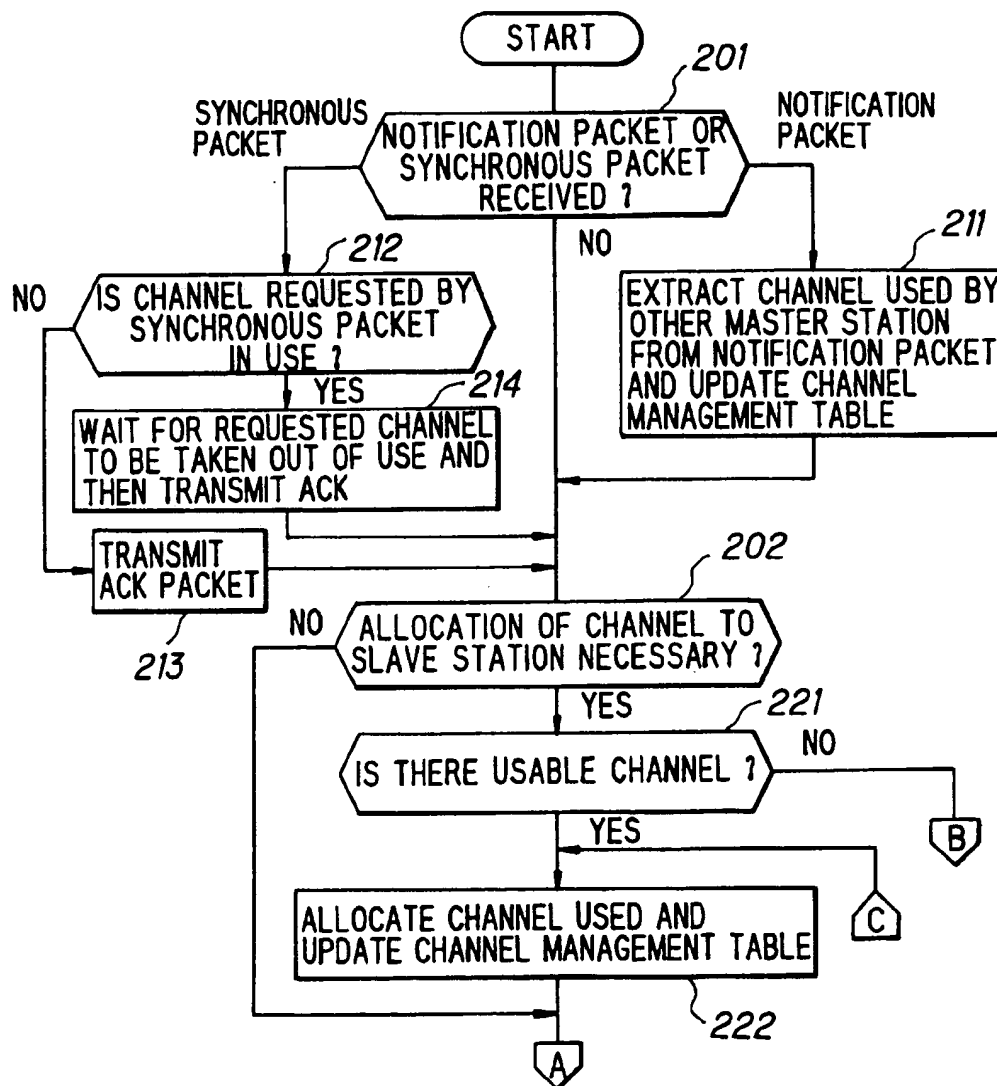 START
201
SYNCHRONOUS
PACKET
NOTIFICATION PACKET OR
SYNCHRONOUS PACKET
RECEIVED ?
NOTIFICATION
PACKET
NO
212
NO
IS CHANNEL REQUESTED BY
SYNCHRONOUS PACKET
IN USE ?
211
EXTRACT CHANNEL USED BY
OTHER MASTER STATION
FROM NOTIFICATION PACKET
AND UPDATE CHANNEL
MANAGEMENT TABLE
YES
214
WAIT FOR REQUESTED CHANNEL
TO BE TAKEN OUT OF USE AND
THEN TRANSMIT ACK
TRANSMIT
ACK PACKET
213
202
NO
ALLOCATION OF CHANNEL TO
SLAVE STATION NECESSARY ?
YES
221
IS THERE USABLE CHANNEL ?
NO
B
YES
C
ALLOCATE CHANNEL USED AND
UPDATE CHANNEL MANAGEMENT TABLE
222
A